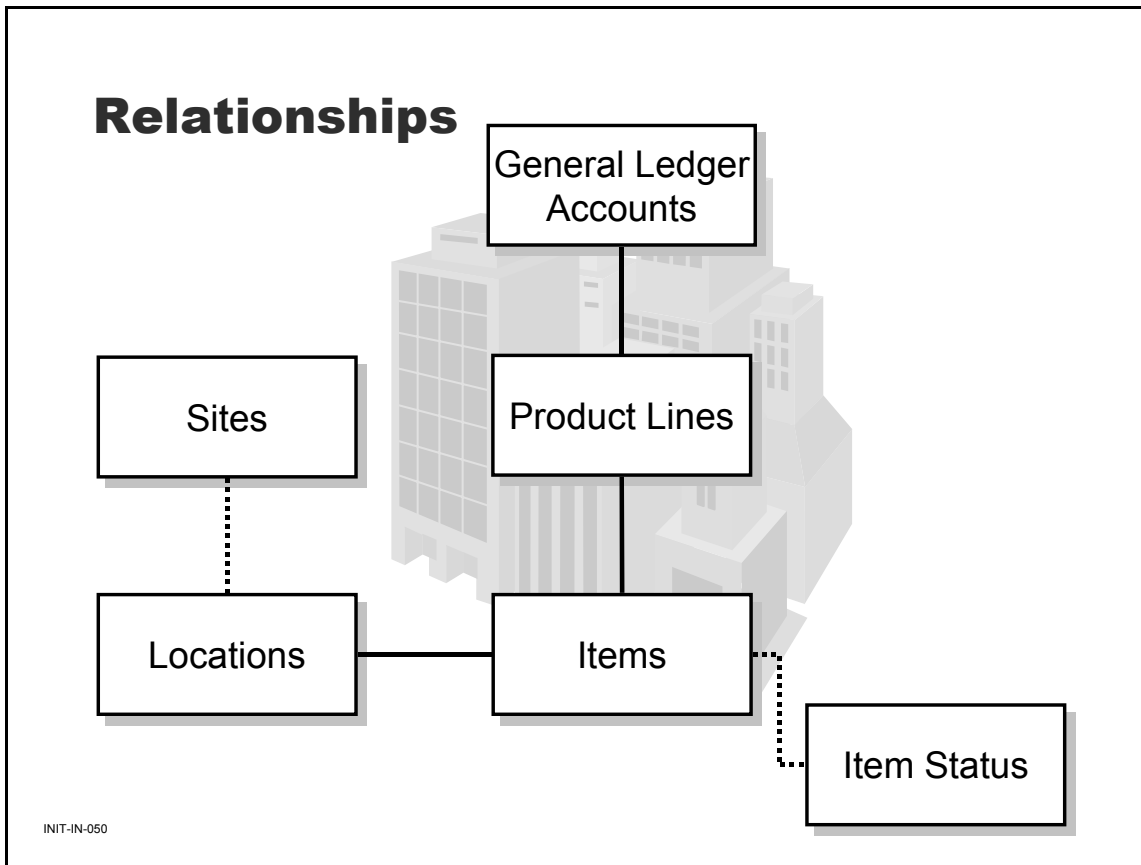 Relationships
General Ledger
Accounts
Sites
Product Lines
Locations
Items
Item Status
INIT-IN-050